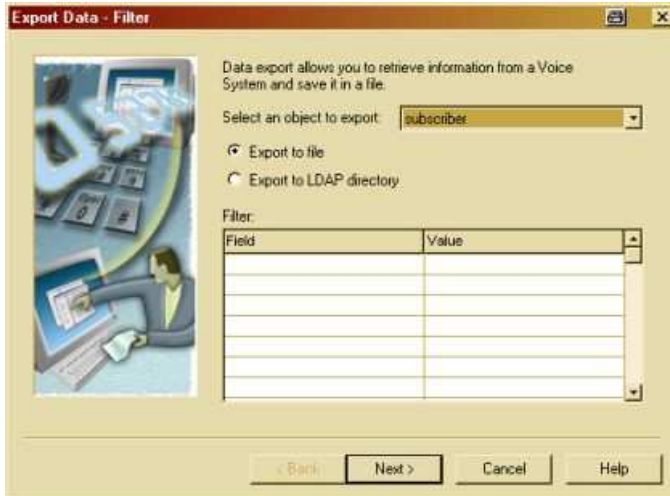 Export Data - Filter
Data export allows you to retrieve information from a Voice
System and save it in a file.
Select an object to export: subscriber
Export to file
Export to LDAP directory
Filter:
Field Value
< Back Next > Cancel Help